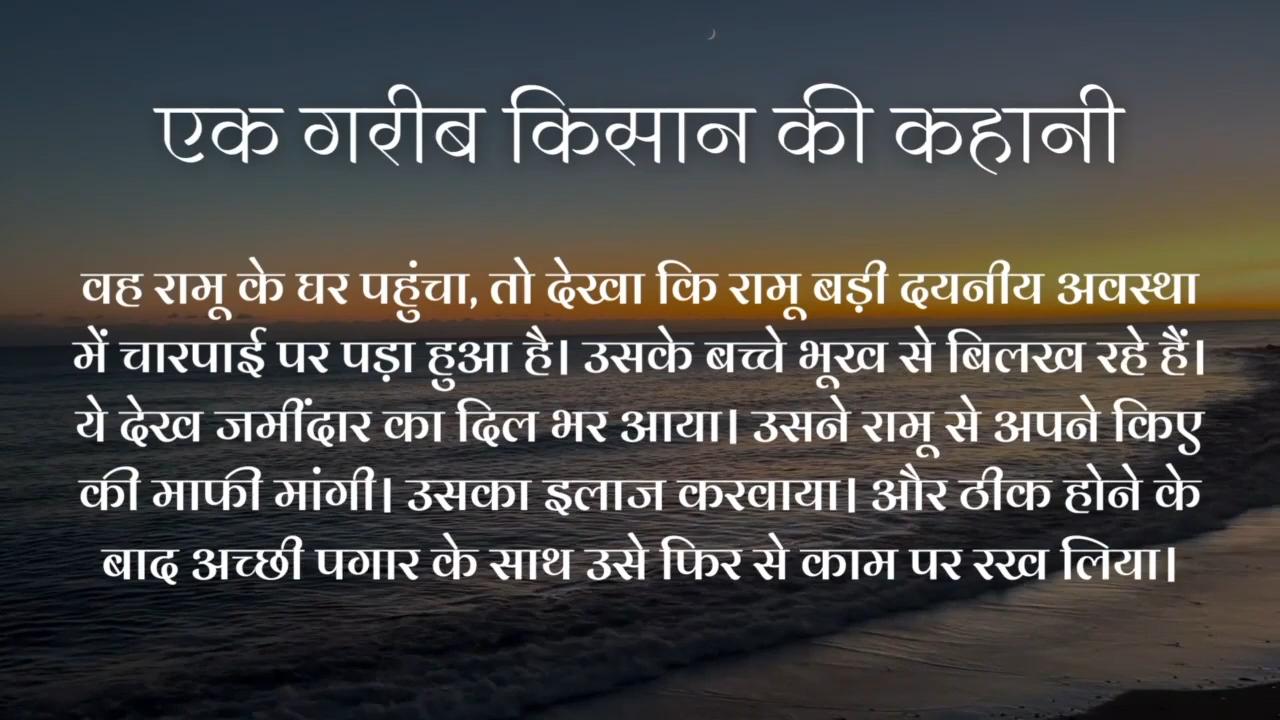 एक गरीब किसान की कहानी
वह रामू के घर पहुंचा, तो देखा कि रामू बड़ी दयनीय अवस्था
में चारपाई पर पड़ा हुआ है। उसके बच्चे भूख से बिलख रहे हैं।
ये देख जमींदार का दिल भर आया। उसने रामू से अपने किए
की माफी मांगी। उसका इलाज करवाया। और ठीक होने के
बाद अच्छी पगार के साथ उसे फिर से काम पर रख लिया।